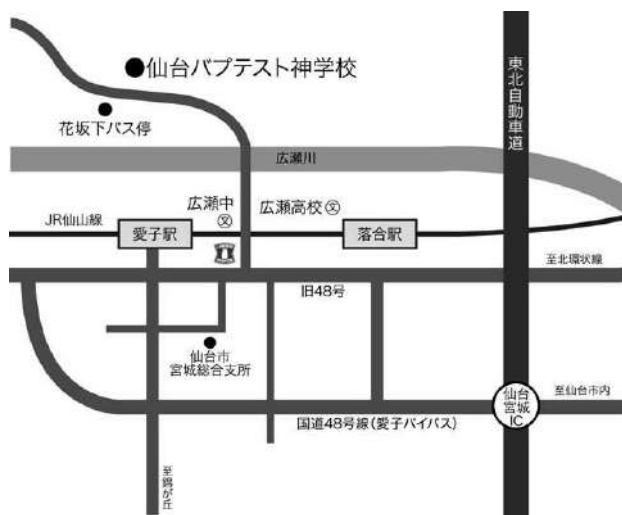 仙台バプテスト神学校
花坂下バス停
東北自動車道
広瀬川
広瀬中
文
広瀬高校
文
JR仙山線
愛子駅
落合駅
至北環状線
旧48号
仙台市
宮城総合支所
仙台
宮城
IC
至仙台市内
国道48号線(愛子バイパス)
至錦が丘